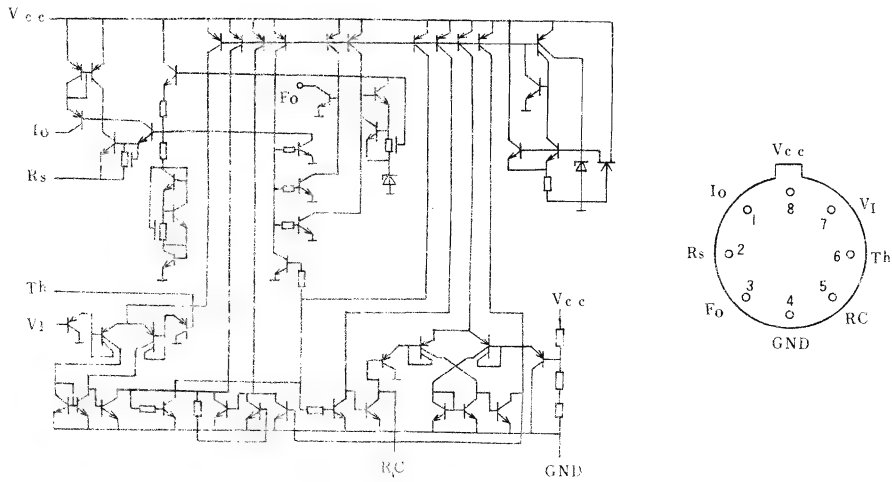 Vcc
Io
Rs
Fo
Th
VI
Vcc
RC
GND
Vcc
Io
VI
1
8
7
Rs
2
6
Th
3
4
5
Fo
RC
GND